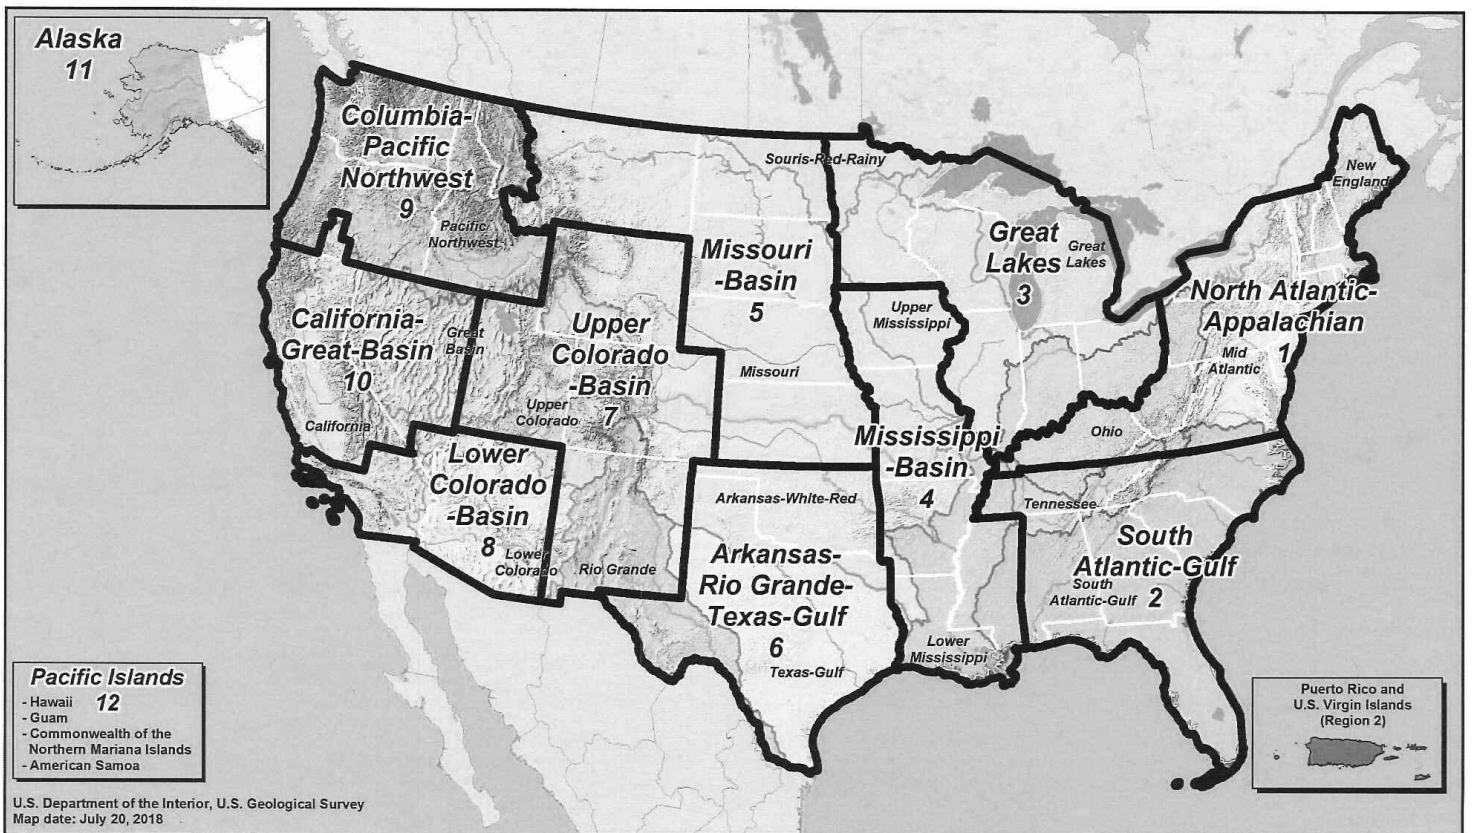 Alaska
11
Columbia-
Pacific
Northwest
9
Pacific
Northwest
Souris-Red-Rainy
New
England
Missouri
-Basin
5
Great
Lakes
3
Great
Lakes
North Atlantic-
Appalachian
1
Mid
Atlantic
California-
Great-Basin
10
Great
Basin
California
Upper
Colorado
-Basin
7
Upper
Colorado
Missouri
Upper
Mississippi
Lower
Colorado
-Basin
8
Lower
Colorado
Mississippi
-Basin
4
Ohio
Tennessee
Arkansas-White-Red
Rio Grande
Arkansas-
Rio Grande-
Texas-Gulf
6
Texas-Gulf
Lower
Mississippi
South
Atlantic-Gulf
2
South
Atlantic-Gulf
Pacific Islands
12
- Hawaii
- Guam
- Commonwealth of the
Northern Mariana Islands
- American Samoa
Puerto Rico and
U.S. Virgin Islands
(Region 2)
U.S. Department of the Interior, U.S. Geological Survey
Map date: July 20, 2018